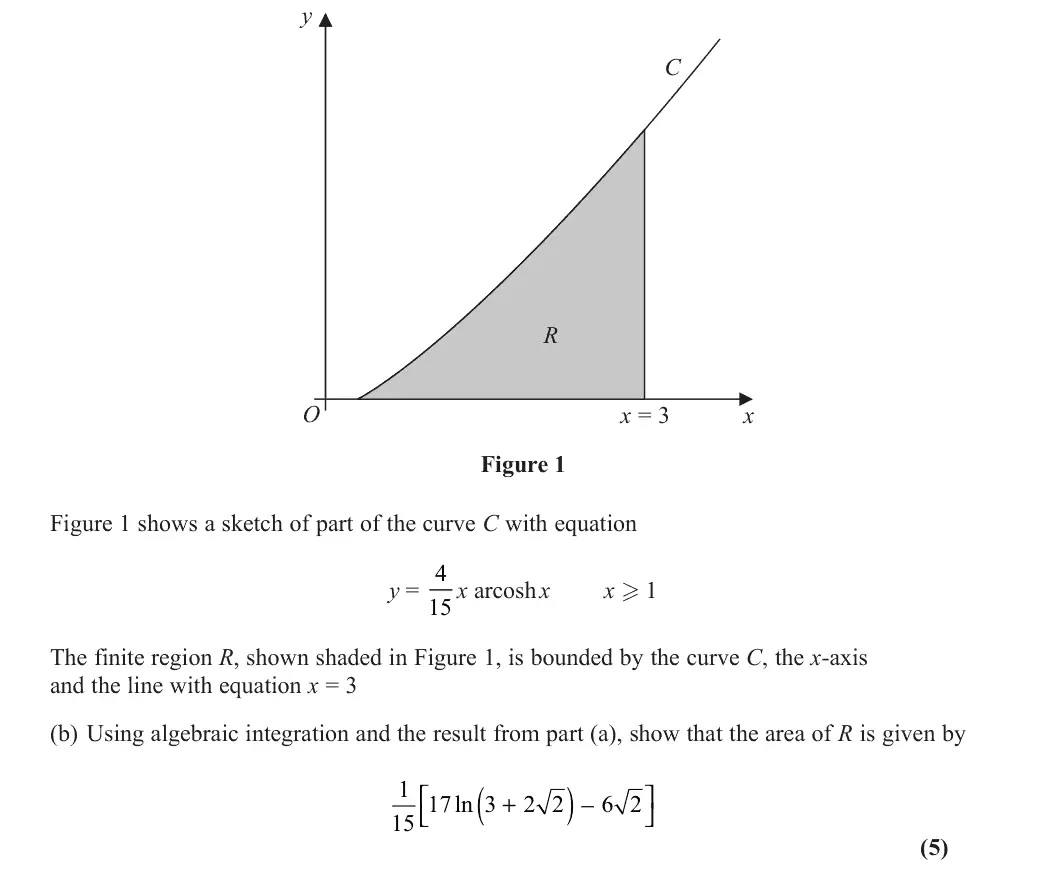 y
C
R
O
x = 3
x
Figure 1
Figure 1 shows a sketch of part of the curve C with equation
y = 4/15 x arcosh x    x ⩾ 1
The finite region R, shown shaded in Figure 1, is bounded by the curve C, the x-axis
and the line with equation x = 3
(b) Using algebraic integration and the result from part (a), show that the area of R is given by
1/15 [17 ln(3 + 2√2) – 6√2]
(5)